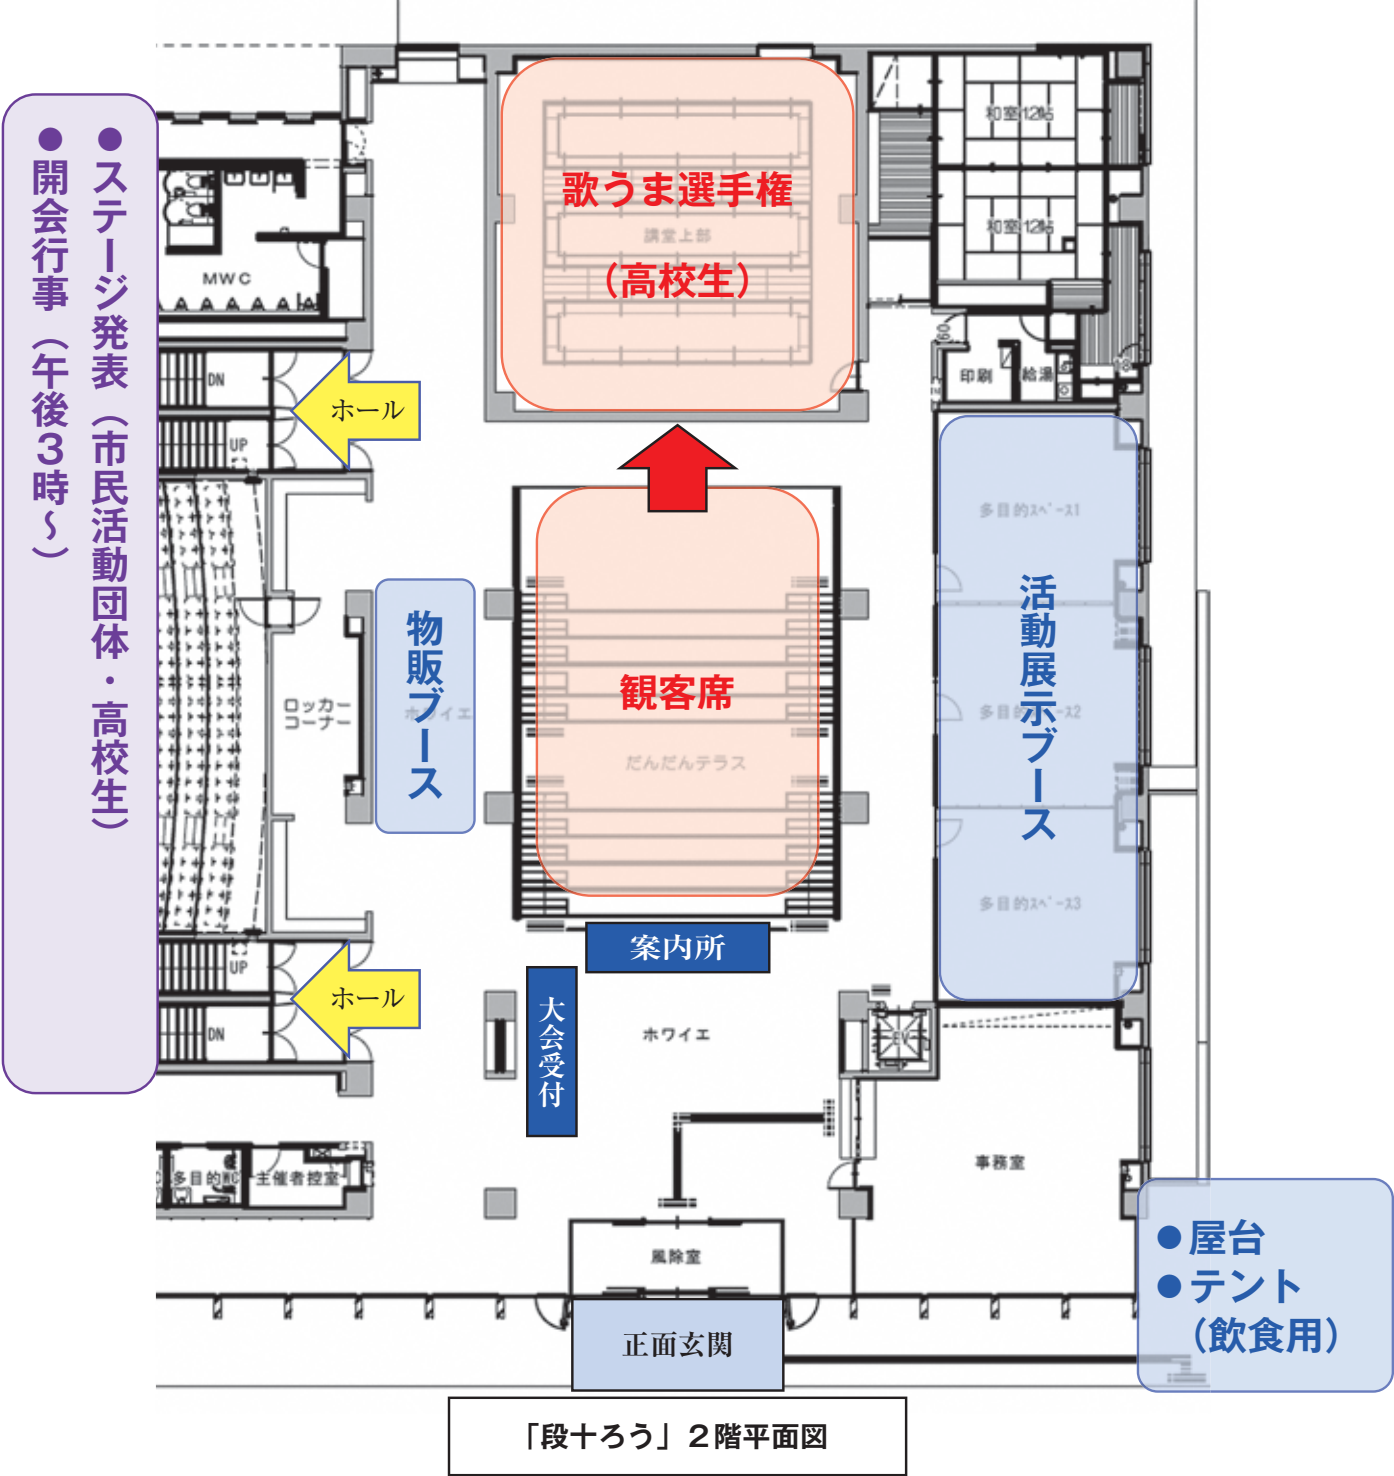 ●ステージ発表（市民活動団体・高校生）
●開会行事（午後３時～）
歌うま選手権
講堂上部
（高校生）
和室12帖
和室12帖
MWC
DN
ホール
UP
60
印刷
給湯
多目的ｽﾍﾟｰｽ1
多目的ｽﾍﾟｰｽ2
多目的ｽﾍﾟｰｽ3
活動展示ブース
物販ブース
ホワイエ
ロッカー
コーナー
観客席
だんだんテラス
案内所
大会受付
UP
ホール
DN
ホワイエ
EV
事務室
多目的WC
主催者控室
風除室
正面玄関
●屋台
●テント
（飲食用）
「段十ろう」２階平面図